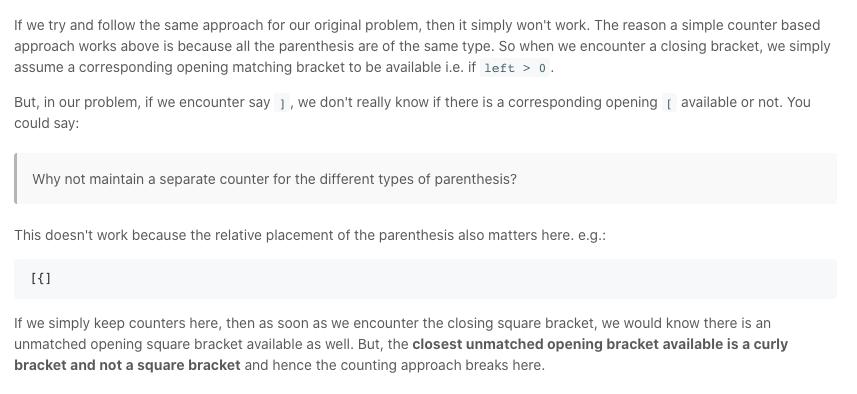 If we try and follow the same approach for our original problem, then it simply won't work. The reason a simple counter based
approach works above is because all the parenthesis are of the same type. So when we encounter a closing bracket, we simply
assume a corresponding opening matching bracket to be available i.e. if left > 0.
But, in our problem, if we encounter say ], we don't really know if there is a corresponding opening [ available or not. You
could say:
Why not maintain a separate counter for the different types of parenthesis?
This doesn't work because the relative placement of the parenthesis also matters here. e.g.:
[{]
If we simply keep counters here, then as soon as we encounter the closing square bracket, we would know there is an
unmatched opening square bracket available as well. But, the closest unmatched opening bracket available is a curly
bracket and not a square bracket and hence the counting approach breaks here.